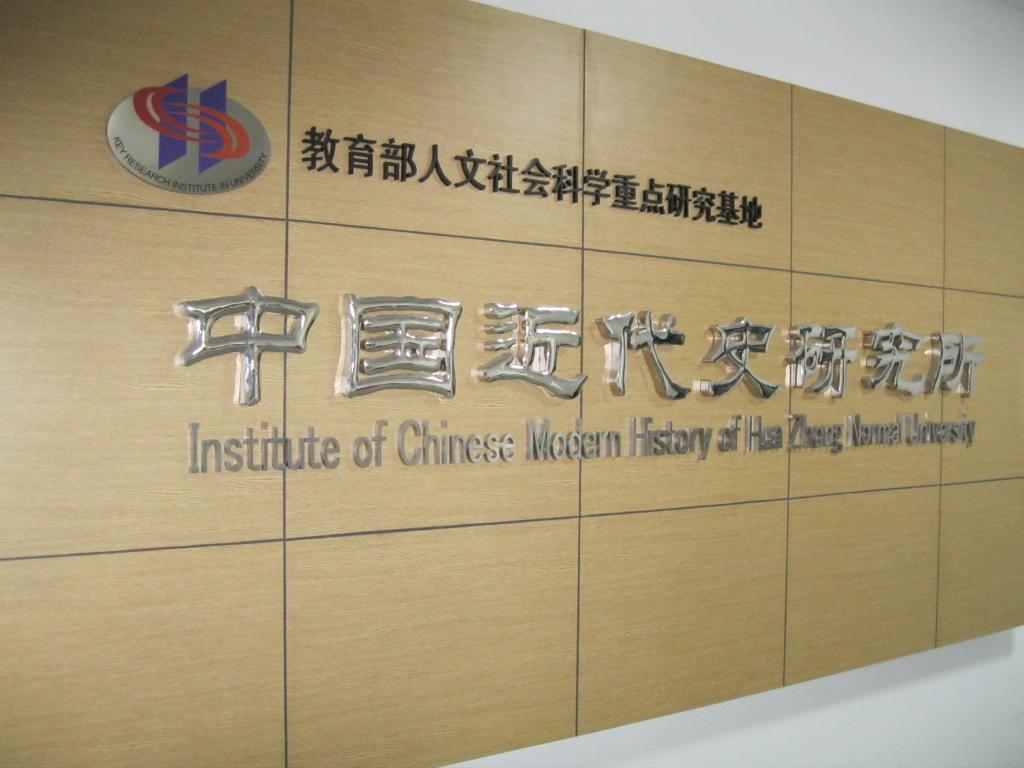 KEY RESEARCH INSTITUTE IN UNIVERSITY
教育部人文社会科学重点研究基地
中国近代史研究所
Institute of Chinese Modern History of Hua Zhong Normal University